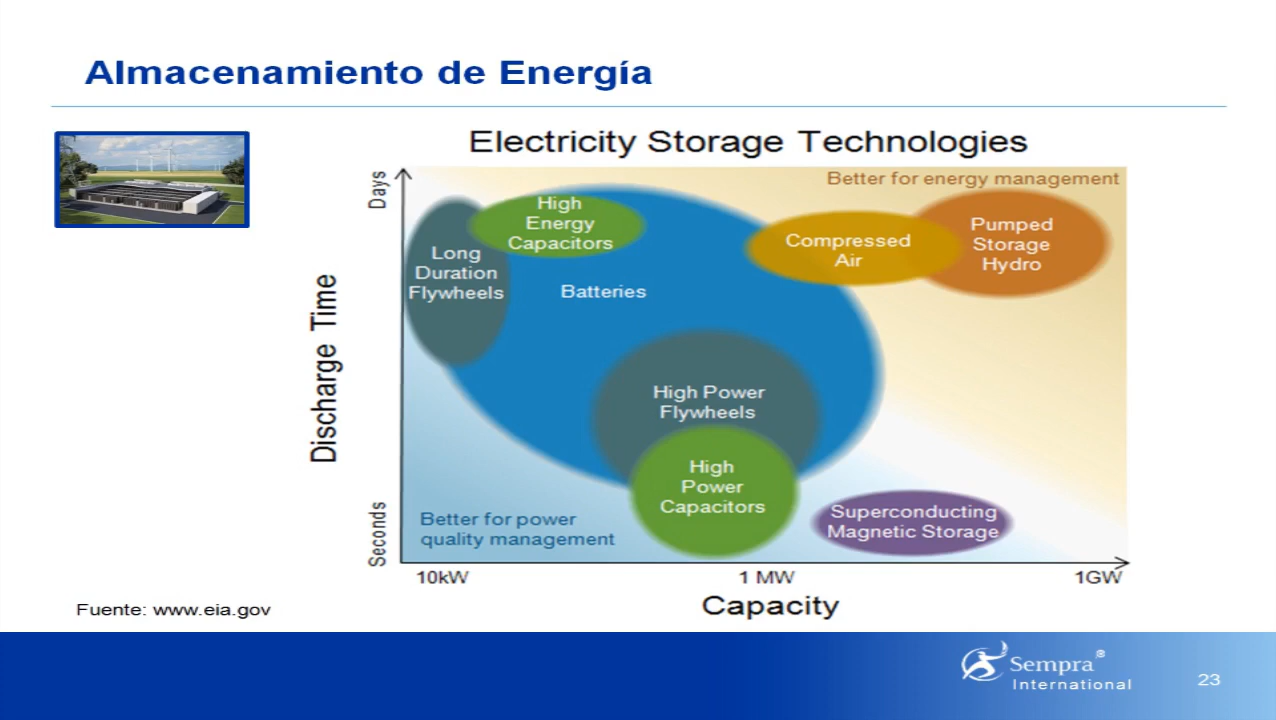 Almacenamiento de Energía
Electricity Storage Technologies
Days
Better for energy management
High
Energy
Capacitors
Long
Duration
Flywheels
Batteries
Compressed
Air
Pumped
Storage
Hydro
Discharge Time
High Power
Flywheels
High
Power
Capacitors
Superconducting
Magnetic Storage
Better for power
quality management
Seconds
10kW
1 MW
1GW
Capacity
Fuente: www.eia.gov
Sempra®
International
23